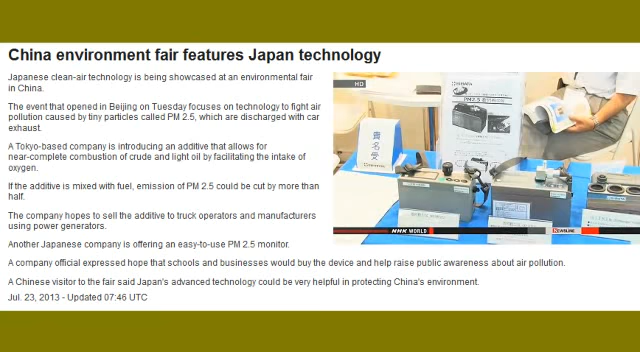 China environment fair features Japan technology
Japanese clean-air technology is being showcased at an environmental fair
in China.
The event that opened in Beijing on Tuesday focuses on technology to fight air
pollution caused by tiny particles called PM 2.5, which are discharged with car
exhaust.
A Tokyo-based company is introducing an additive that allows for
near-complete combustion of crude and light oil by facilitating the intake of
oxygen.
If the additive is mixed with fuel, emission of PM 2.5 could be cut by more than
half.
The company hopes to sell the additive to truck operators and manufacturers
using power generators.
Another Japanese company is offering an easy-to-use PM 2.5 monitor.
A company official expressed hope that schools and businesses would buy the device and help raise public awareness about air pollution.
A Chinese visitor to the fair said Japan's advanced technology could be very helpful in protecting China's environment.
Jul. 23, 2013 - Updated 07:46 UTC
HD
PM2.5
NHK WORLD
NEWSLINE